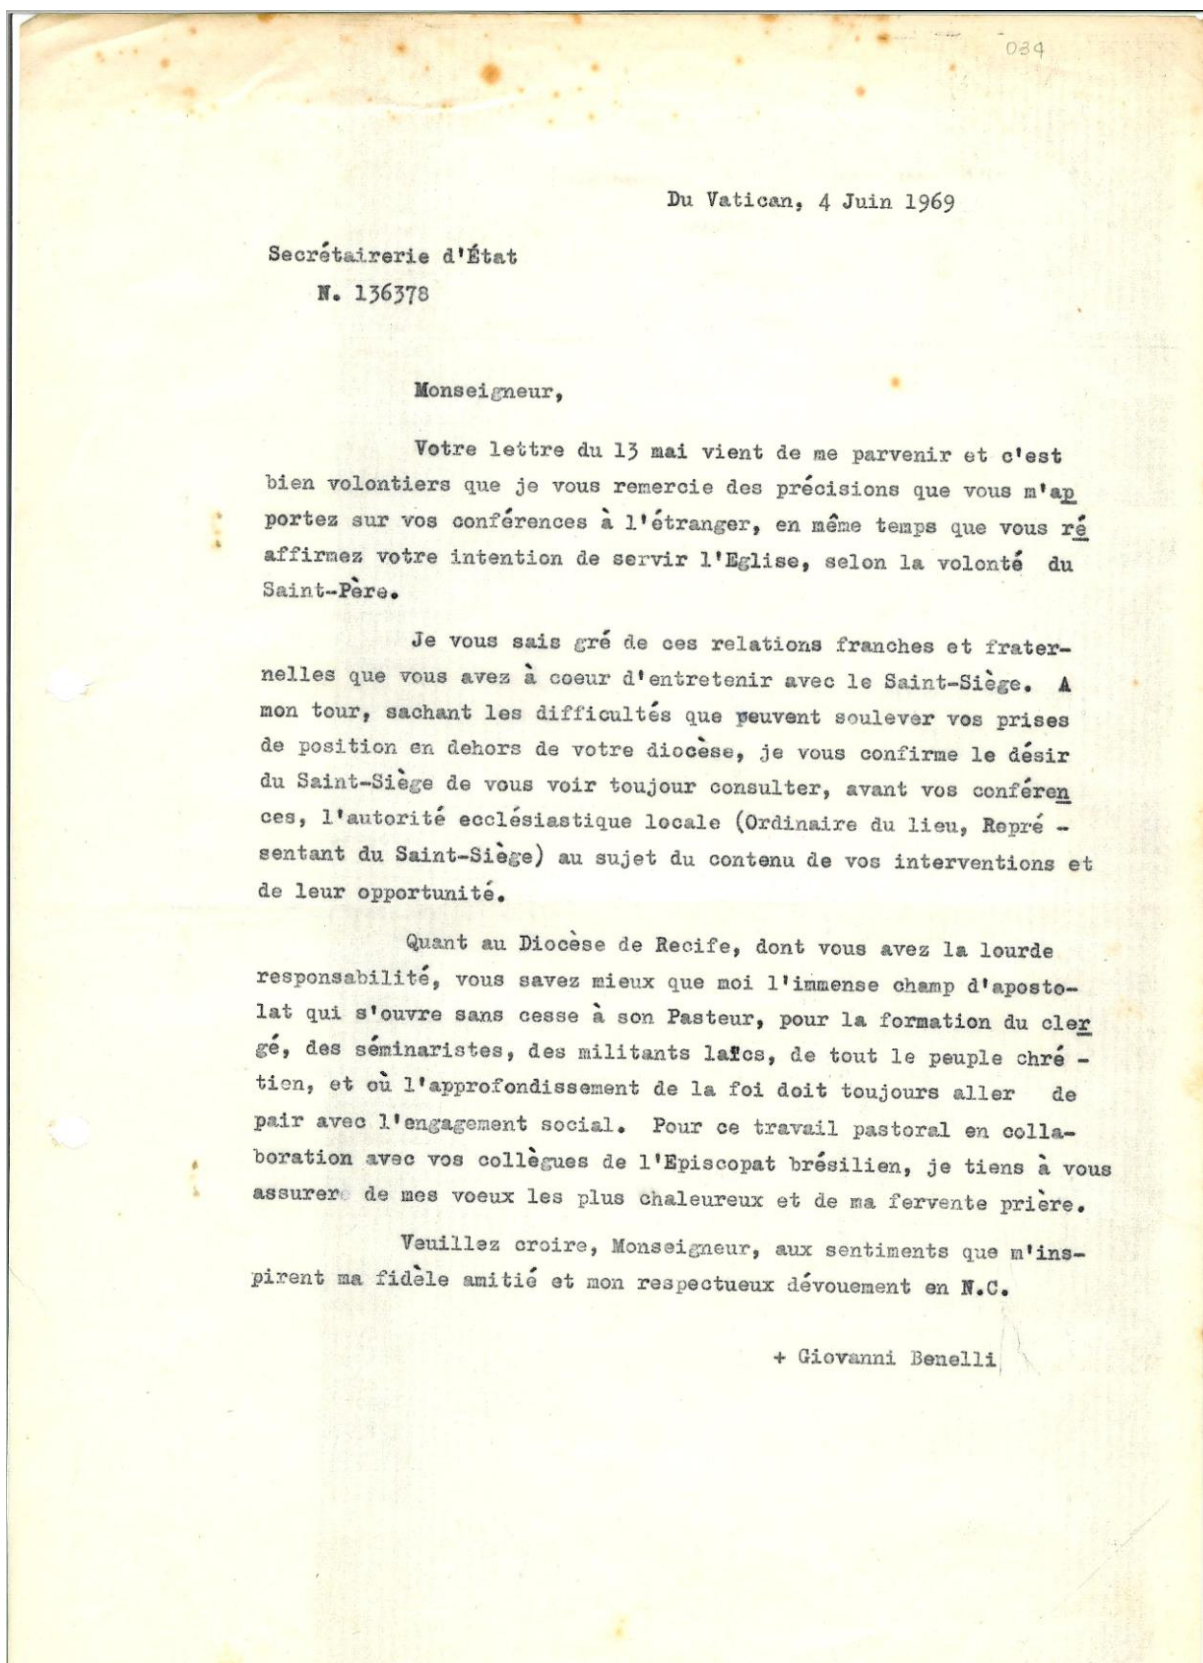 034
Du Vatican, 4 Juin 1969
Secrétairerie d'État
N. 136378
Monseigneur,
Votre lettre du 13 mai vient de me parvenir et c'est
bien volontiers que je vous remercie des précisions que vous m'ap
portez sur vos conférences à l'étranger, en même temps que vous ré
affirmez votre intention de servir l'Eglise, selon la volonté du
Saint-Père.
Je vous sais gré de ces relations franches et frater-
nelles que vous avez à coeur d'entretenir avec le Saint-Siège. A
mon tour, sachant les difficultés que peuvent soulever vos prises
de position en dehors de votre diocèse, je vous confirme le désir
du Saint-Siège de vous voir toujour consulter, avant vos conféren
ces, l'autorité ecclésiastique locale (Ordinaire du lieu, Repré -
sentant du Saint-Siège) au sujet du contenu de vos interventions et
de leur opportunité.
Quant au Diocèse de Recife, dont vous avez la lourde
responsabilité, vous savez mieux que moi l'immense champ d'aposto-
lat qui s'ouvre sans cesse à son Pasteur, pour la formation du cler
gé, des séminaristes, des militants laïcs, de tout le peuple chré -
tien, et où l'approfondissement de la foi doit toujours aller de
pair avec l'engagement social. Pour ce travail pastoral en colla-
boration avec vos collègues de l'Episcopat brésilien, je tiens à vous
assurer de mes voeux les plus chaleureux et de ma fervente prière.
Veuillez croire, Monseigneur, aux sentiments que m'ins-
pirent ma fidèle amitié et mon respectueux dévouement en N.C.
+ Giovanni Benelli